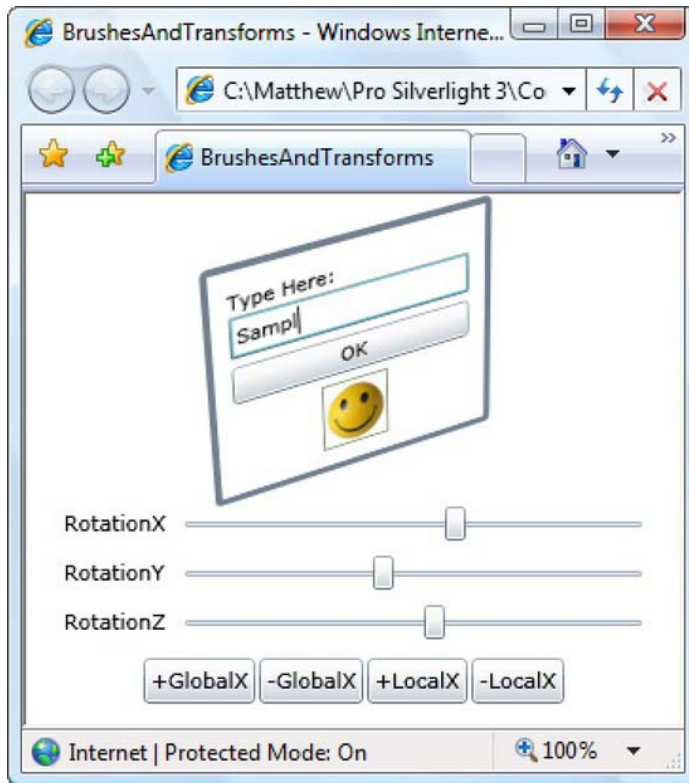 BrushesAndTransforms - Windows Interne...
C:\Matthew\Pro Silverlight 3\Co
BrushesAndTransforms
Type Here:
Sampl
OK
RotationX
RotationY
RotationZ
+GlobalX -GlobalX +LocalX -LocalX
Internet | Protected Mode: On 100%